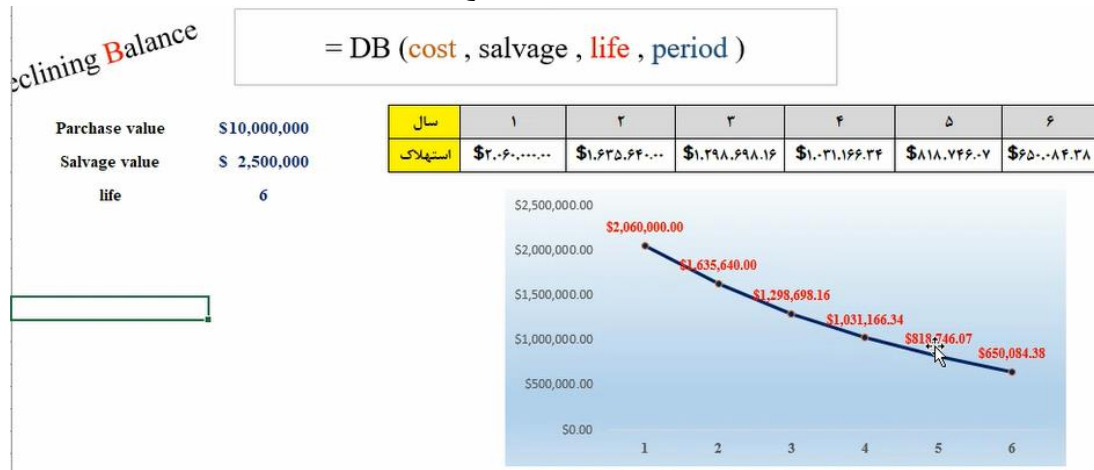 eclining Balance
= DB (cost , salvage , life , period )
Parchase value $10,000,000
Salvage value $ 2,500,000
life 6
سال ۱ ۲ ۳ ۴ ۵ ۶
استهلاک $۲.۰۶۰.۰۰۰.۰۰ $۱.۶۳۵.۶۴۰.۰۰ $۱.۲۹۸.۶۹۸.۱۶ $۱.۰۳۱.۱۶۶.۳۴ $۸۱۸.۷۴۶.۰۷ $۶۵۰.۰۸۴.۳۸
$2,500,000.00
$2,000,000.00
$1,500,000.00
$1,000,000.00
$500,000.00
$0.00
$2,060,000.00
$1,635,640.00
$1,298,698.16
$1,031,166.34
$818,746.07
$650,084.38
1 2 3 4 5 6